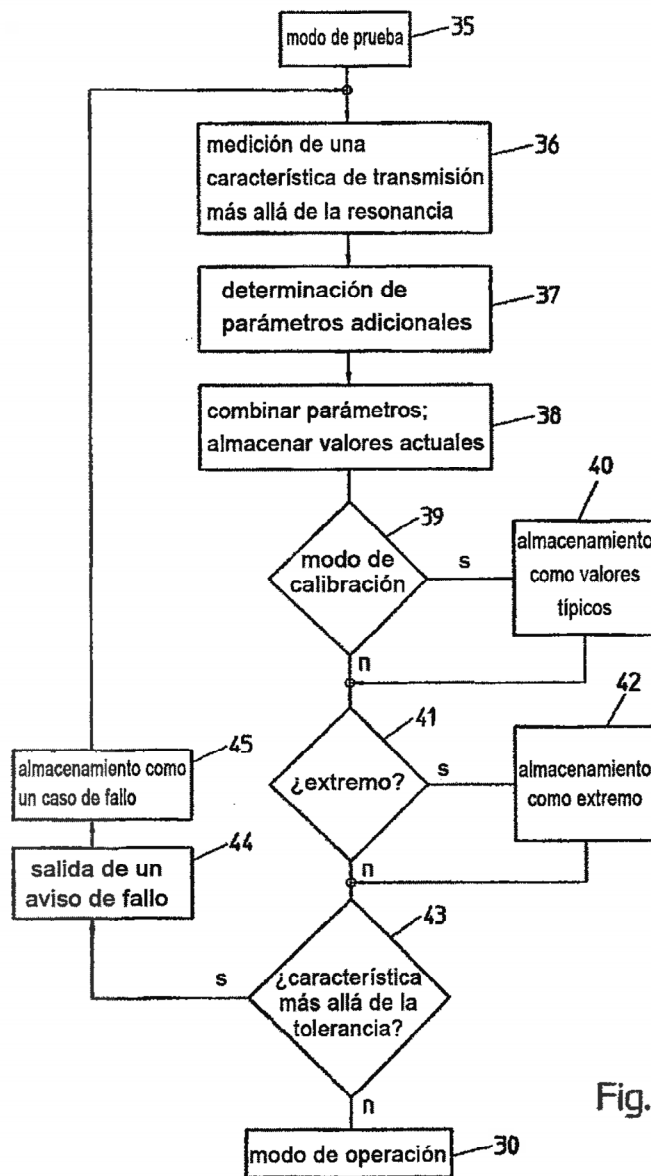 modo de prueba
35
medición de una
característica de transmisión
más allá de la resonancia
36
determinación de
parámetros adicionales
37
combinar parámetros;
almacenar valores actuales
38
modo de
calibración
39
s
n
almacenamiento
como valores
típicos
40
¿extremo?
41
s
n
almacenamiento
como extremo
42
¿característica
más allá de la
tolerancia?
43
s
n
salida de un
aviso de fallo
44
almacenamiento como
un caso de fallo
45
modo de operación
30
Fig.